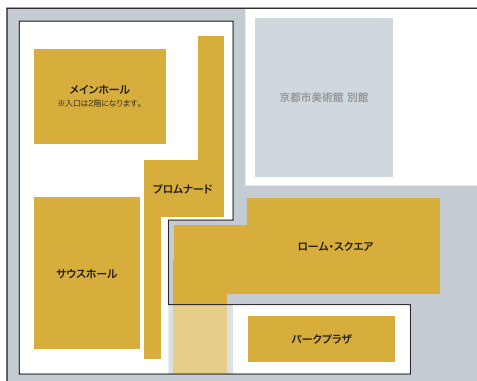 メインホール
※入口は2階になります。
京都市美術館 別館
プロムナード
ローム・スクエア
サウスホール
パークプラザ